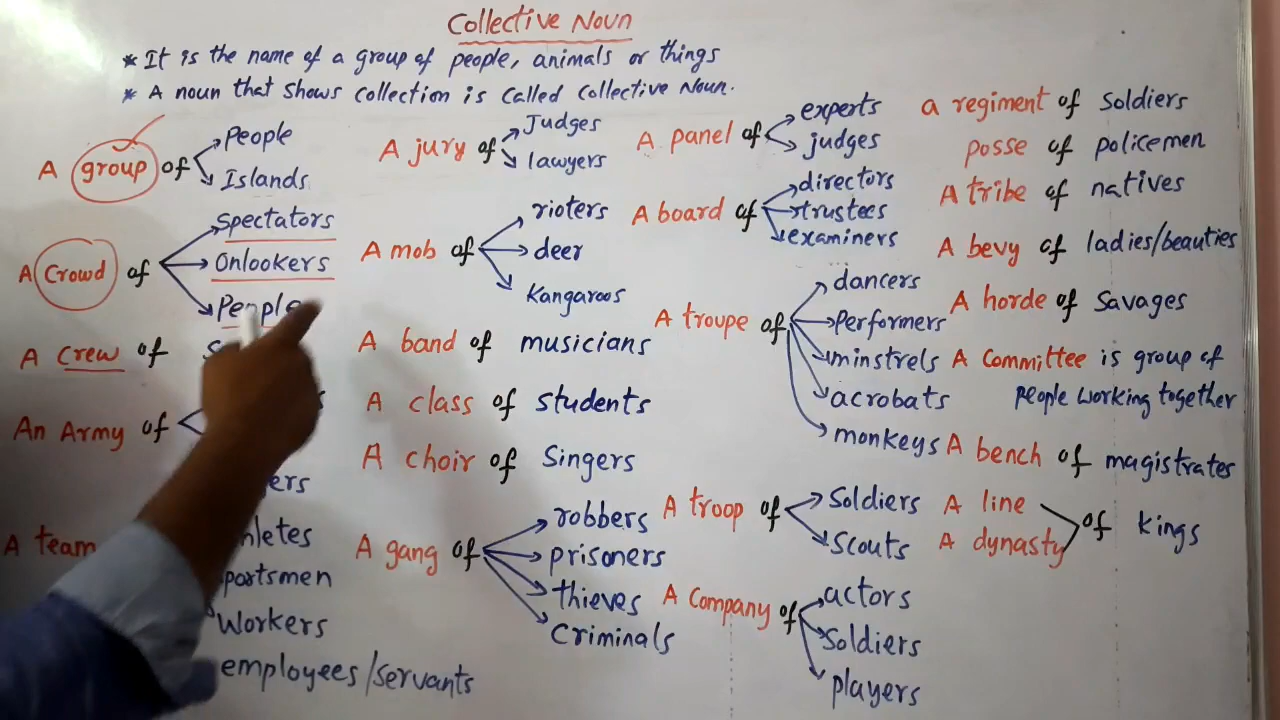 Collective Noun
* It is the name of a group of people, animals or things
* A noun that shows collection is called Collective Noun.
A group of
People
Islands
A Crowd of
Spectators
Onlookers
People
A crew of
An Army of
A team
sportsmen
Workers
employees/servants
A jury of
Judges
lawyers
A mob of
rioters
deer
Kangaroos
A band of musicians
A class of students
A choir of Singers
A gang of
robbers
prisoners
thieves
Criminals
A panel of
experts
judges
A board of
directors
trustees
examiners
A troupe of
dancers
Performers
minstrels
acrobats
monkeys
A troop of
Soldiers
Scouts
A Company of
actors
Soldiers
players
a regiment of Soldiers
posse of policemen
A tribe of natives
A bevy of ladies/beauties
A horde of Savages
A Committee is group of
People working together
A bench of magistrates
A line
A dynasty
of Kings